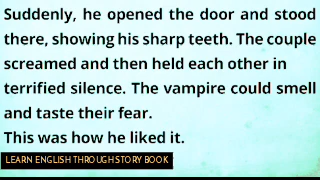 Suddenly, he opened the door and stood
there, showing his sharp teeth. The couple
screamed and then held each other in
terrified silence. The vampire could smell
and taste their fear.
This was how he liked it.
LEARN ENGLISH THROUGH STORY BOOK